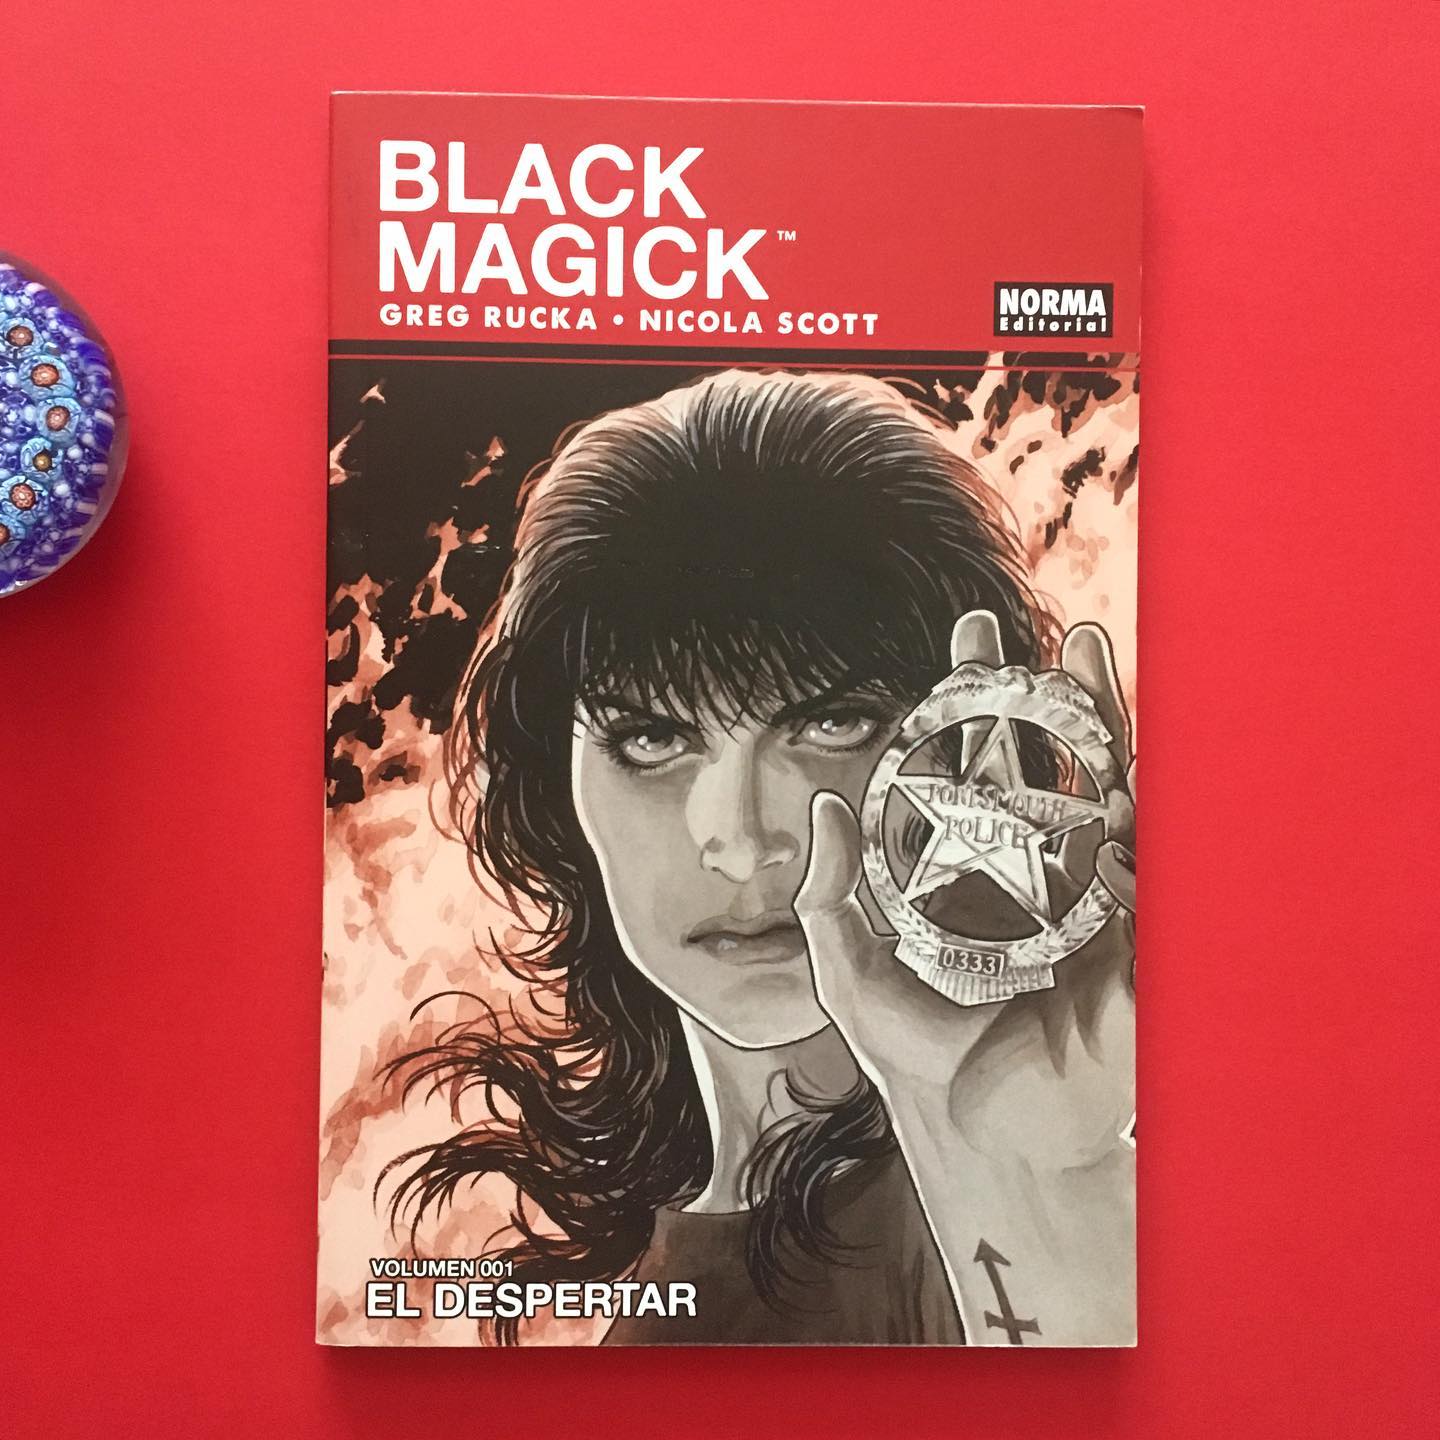 BLACK
MAGICK™
GREG RUCKA • NICOLA SCOTT
NORMA
Editorial
PORTSMOUTH
POLICE
0333
VOLUMEN 001
EL DESPERTAR